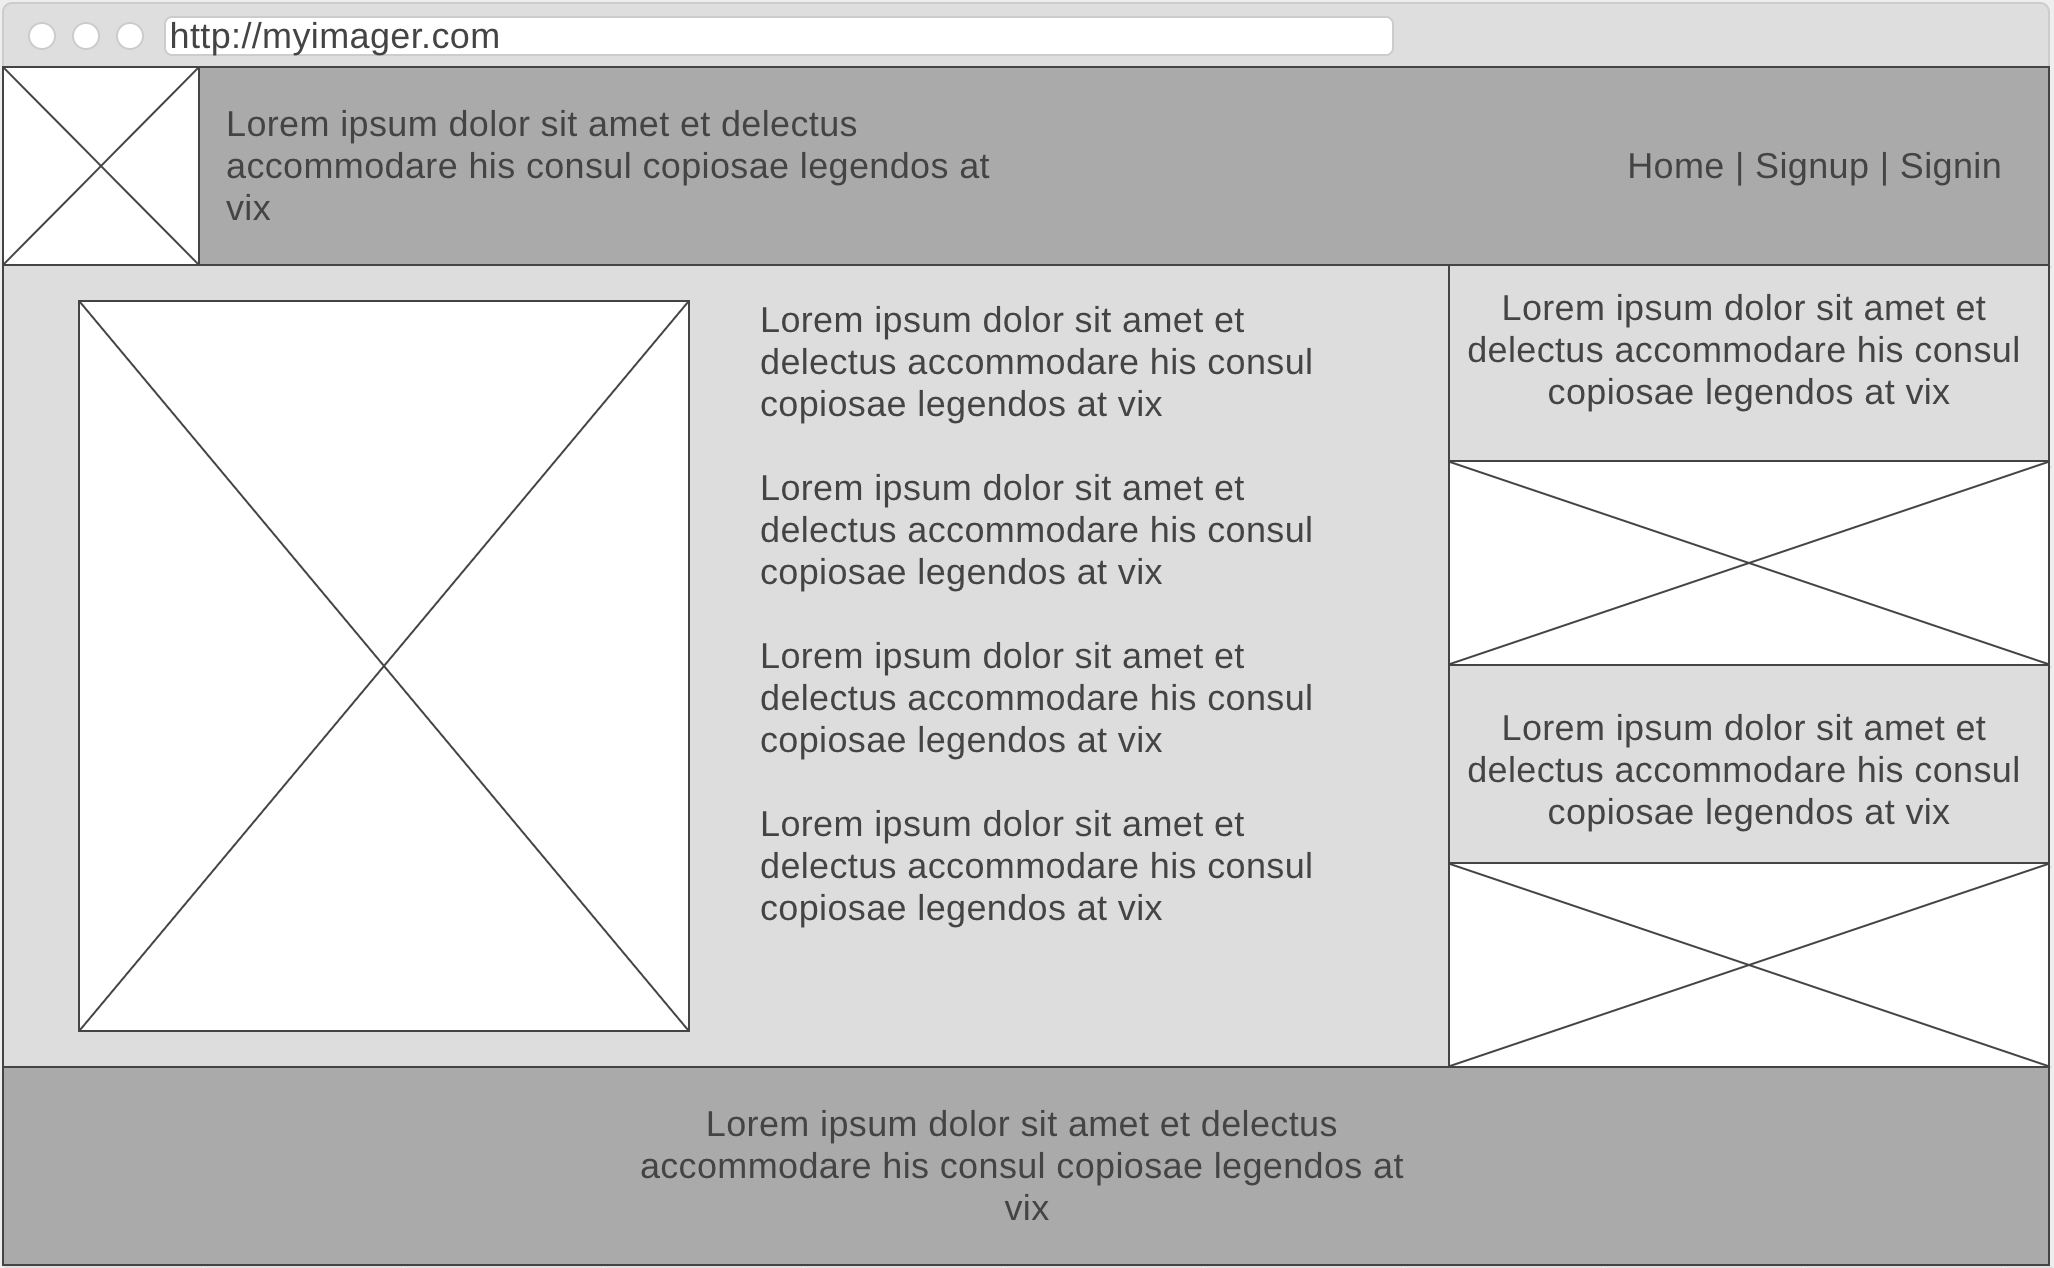 http://myimager.com
Lorem ipsum dolor sit amet et delectus
accommodare his consul copiosae legendos at
vix
Home | Signup | Signin
Lorem ipsum dolor sit amet et
delectus accommodare his consul
copiosae legendos at vix
Lorem ipsum dolor sit amet et
delectus accommodare his consul
copiosae legendos at vix
Lorem ipsum dolor sit amet et
delectus accommodare his consul
copiosae legendos at vix
Lorem ipsum dolor sit amet et
delectus accommodare his consul
copiosae legendos at vix
Lorem ipsum dolor sit amet et
delectus accommodare his consul
copiosae legendos at vix
Lorem ipsum dolor sit amet et
delectus accommodare his consul
copiosae legendos at vix
Lorem ipsum dolor sit amet et delectus
accommodare his consul copiosae legendos at
vix